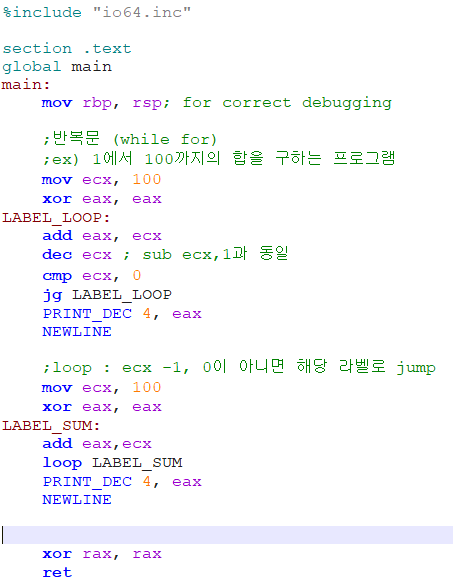 %include "io64.inc"
section .text
global main
main:
mov rbp, rsp; for correct debugging
;반복문 (while for)
;ex) 1에서 100까지의 합을 구하는 프로그램
mov ecx, 100
xor eax, eax
LABEL_LOOP:
add eax, ecx
dec ecx ; sub ecx,1과 동일
cmp ecx, 0
jg LABEL_LOOP
PRINT_DEC 4, eax
NEWLINE
;loop : ecx -1, 0이 아니면 해당 라벨로 jump
mov ecx, 100
xor eax, eax
LABEL_SUM:
add eax,ecx
loop LABEL_SUM
PRINT_DEC 4, eax
NEWLINE
xor rax, rax
ret